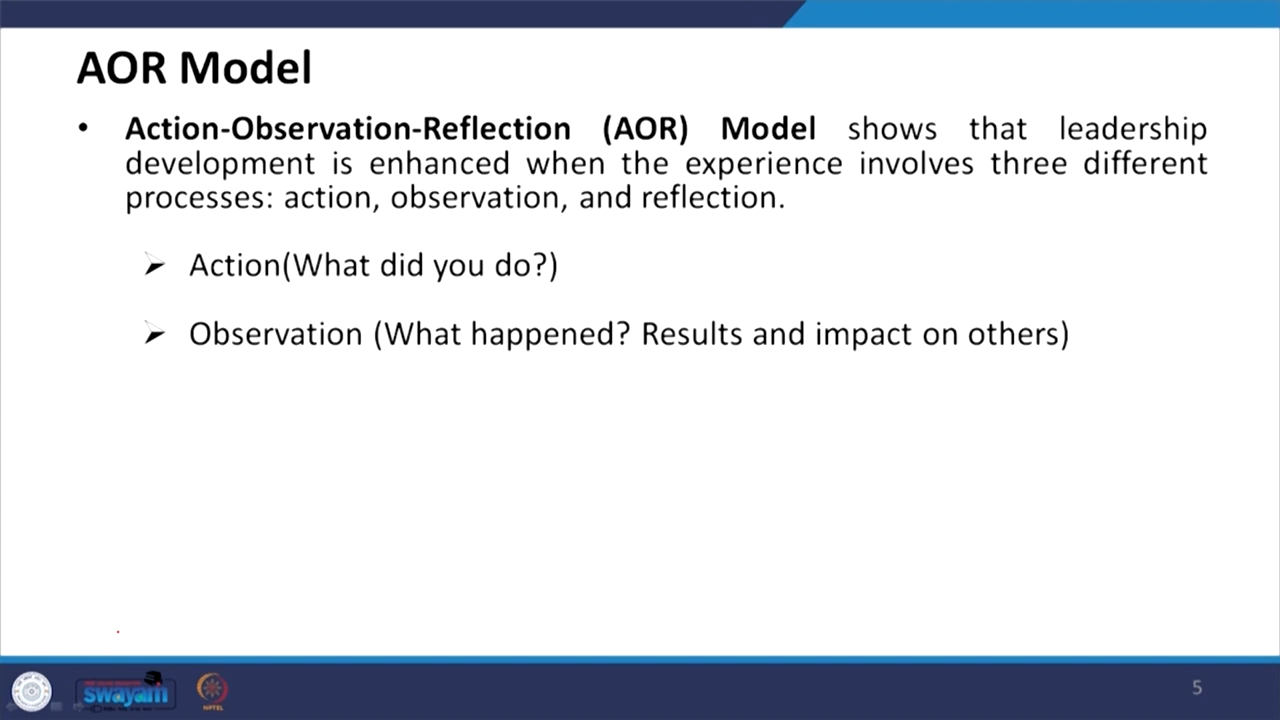 AOR Model
• Action-Observation-Reflection (AOR) Model shows that leadership
development is enhanced when the experience involves three different
processes: action, observation, and reflection.
➢ Action(What did you do?)
➢ Observation (What happened? Results and impact on others)
swayam
NPTEL
5